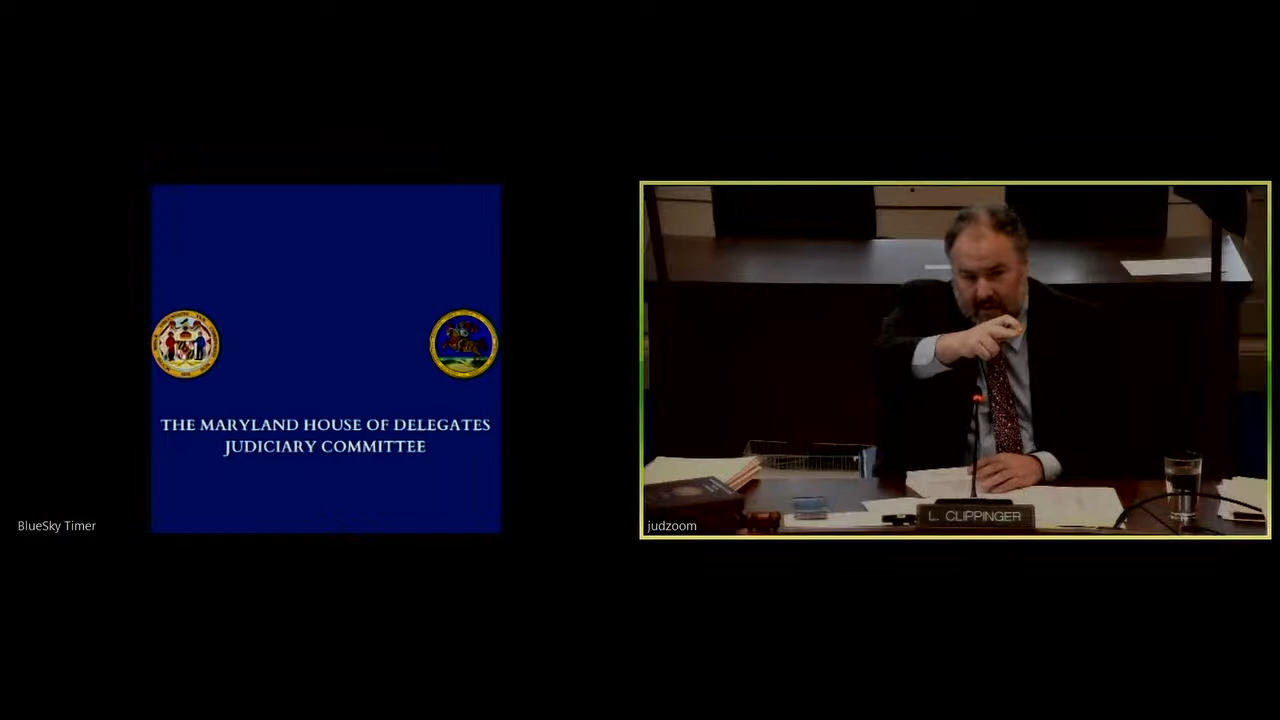 THE MARYLAND HOUSE OF DELEGATES
JUDICIARY COMMITTEE
BlueSky Timer
L. CLIPPINGER
judzoom